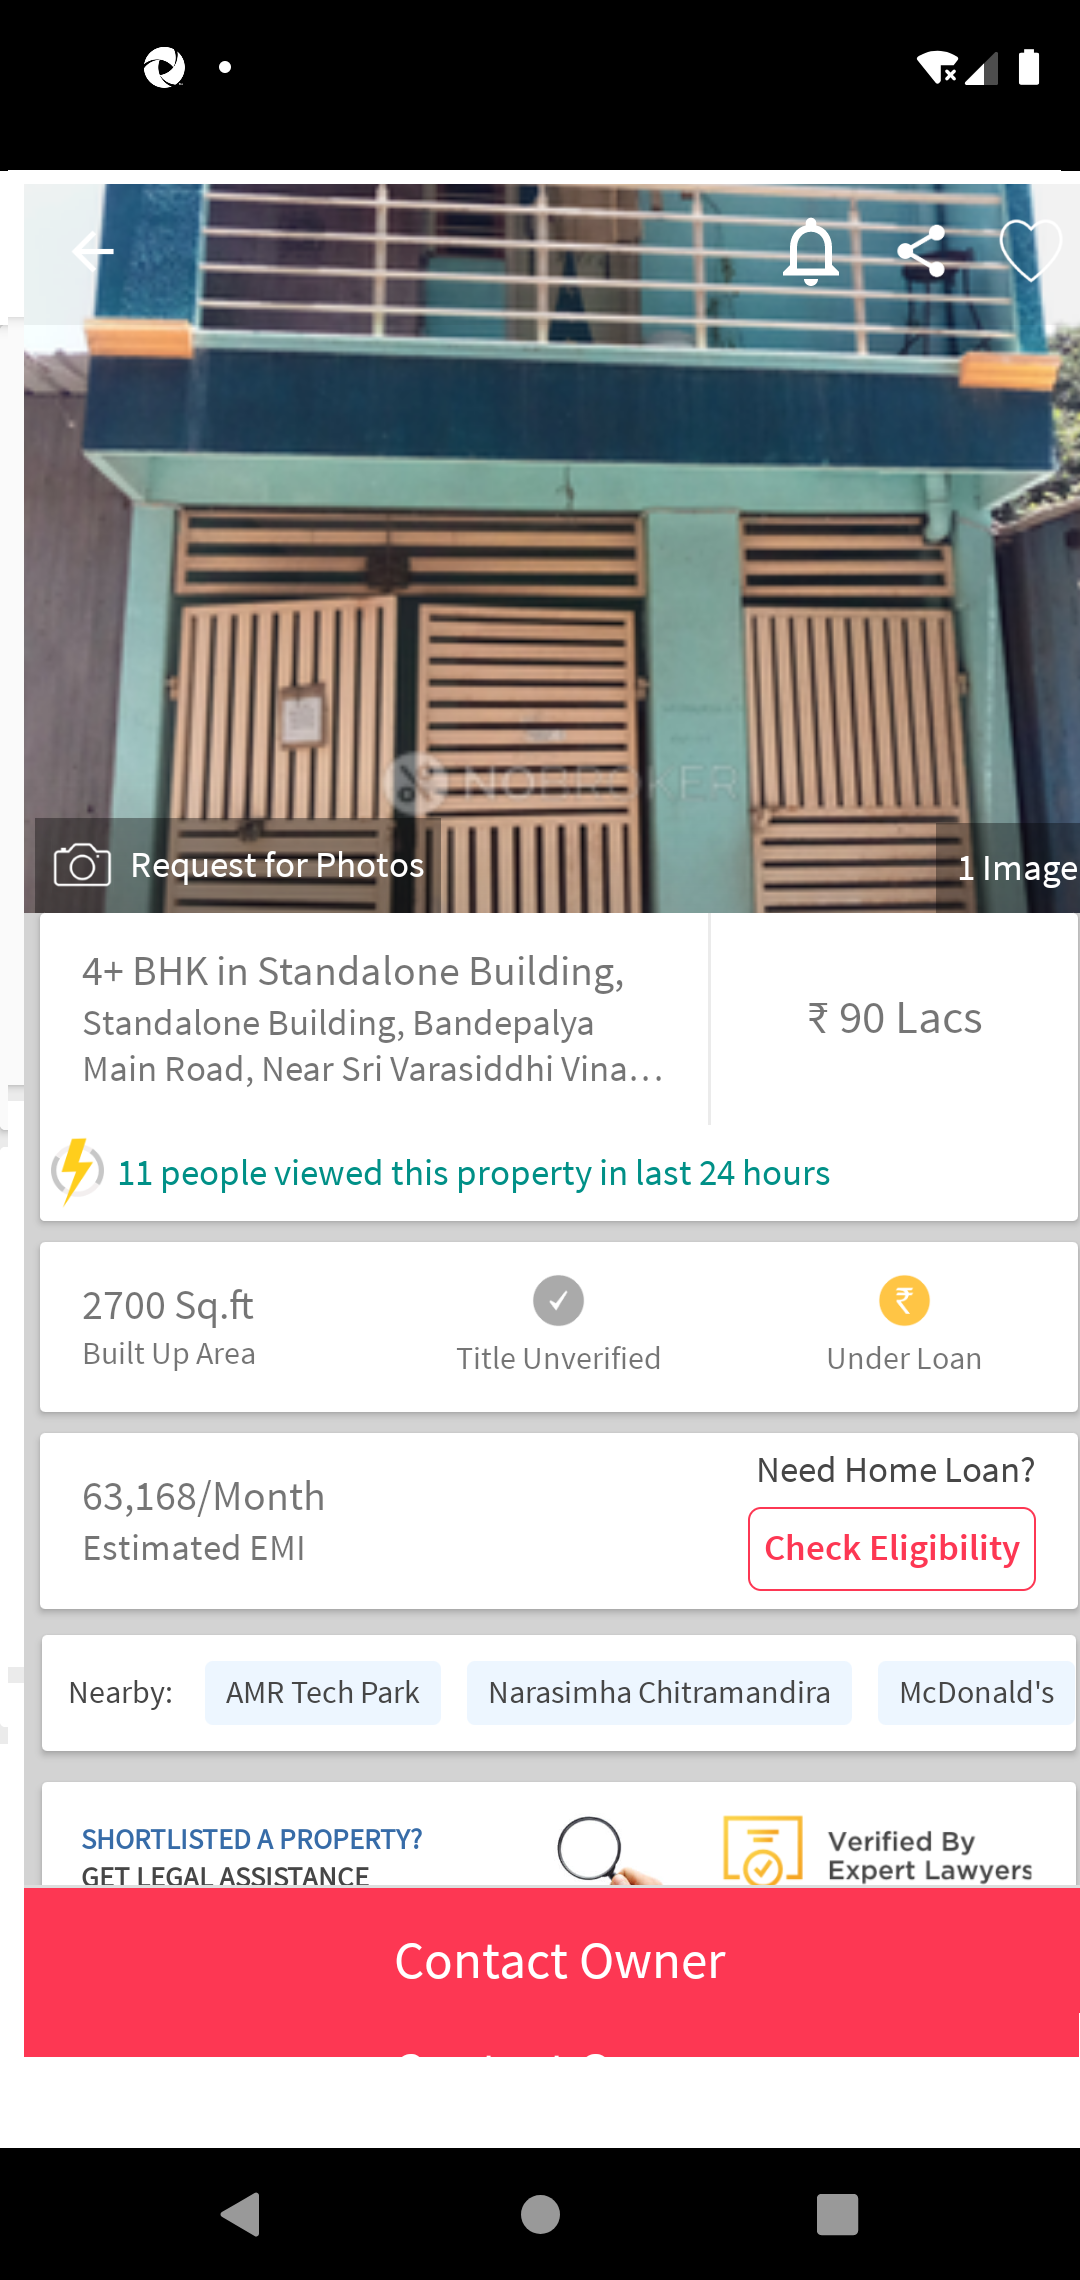 NOBROKER
Request for Photos
1 Image
4+ BHK in Standalone Building,
Standalone Building, Bandepalya
Main Road, Near Sri Varasiddhi Vina…
₹ 90 Lacs
11 people viewed this property in last 24 hours
2700 Sq.ft
Built Up Area
Title Unverified
₹
Under Loan
63,168/Month
Estimated EMI
Need Home Loan?
Check Eligibility
Nearby:
AMR Tech Park
Narasimha Chitramandira
McDonald's
SHORTLISTED A PROPERTY?
GET LEGAL ASSISTANCE
Verified By
Expert Lawyers
Contact Owner